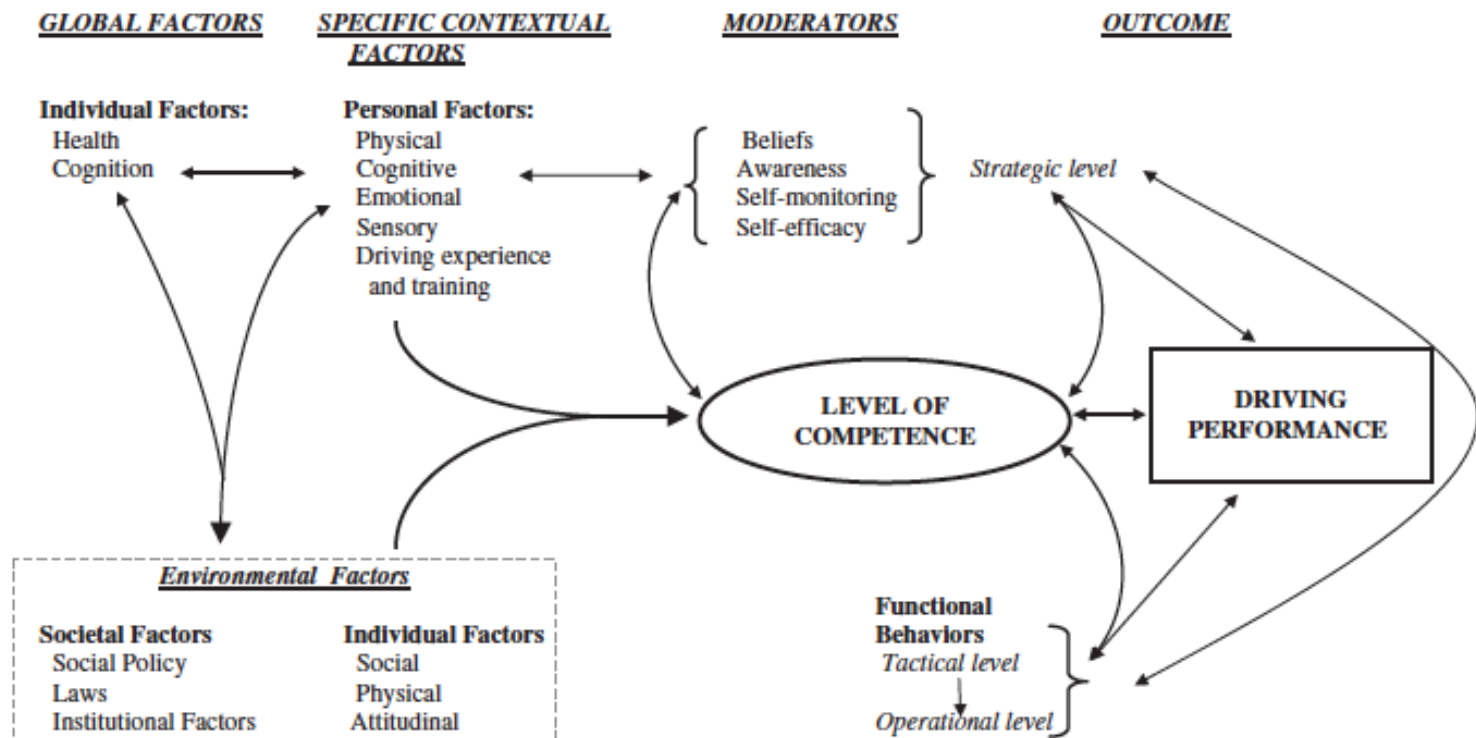 GLOBAL FACTORS
SPECIFIC CONTEXTUAL
FACTORS
MODERATORS
OUTCOME
Individual Factors:
Health
Cognition
Personal Factors:
Physical
Cognitive
Emotional
Sensory
Driving experience
and training
Beliefs
Awareness
Self-monitoring
Self-efficacy
Strategic level
LEVEL OF
COMPETENCE
DRIVING
PERFORMANCE
Environmental Factors
Societal Factors
Social Policy
Laws
Institutional Factors
Individual Factors
Social
Physical
Attitudinal
Functional
Behaviors
Tactical level
Operational level